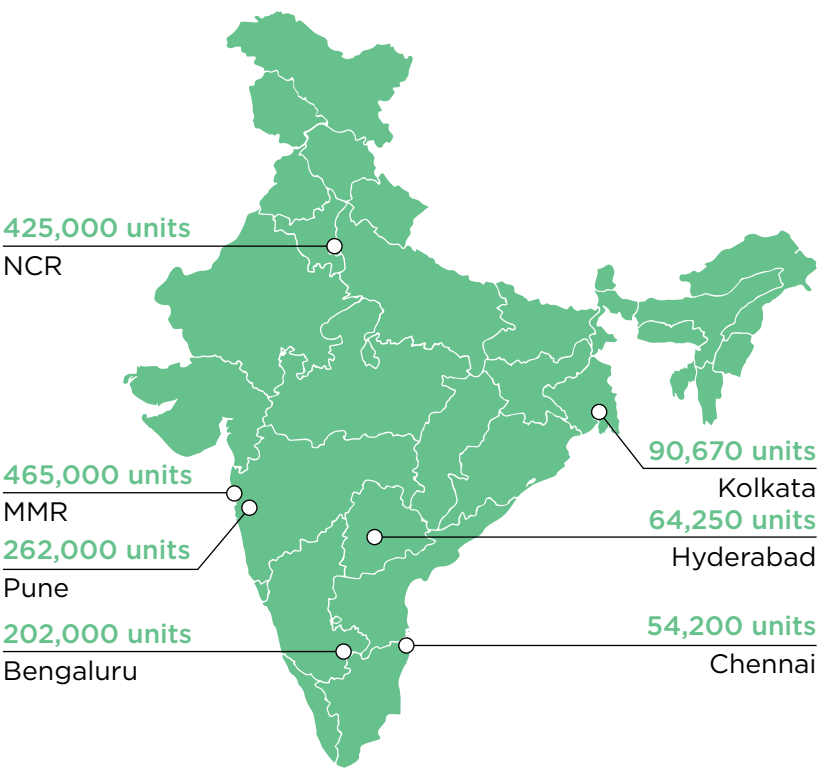 425,000 units
NCR
465,000 units
MMR
262,000 units
Pune
202,000 units
Bengaluru
90,670 units
Kolkata
64,250 units
Hyderabad
54,200 units
Chennai